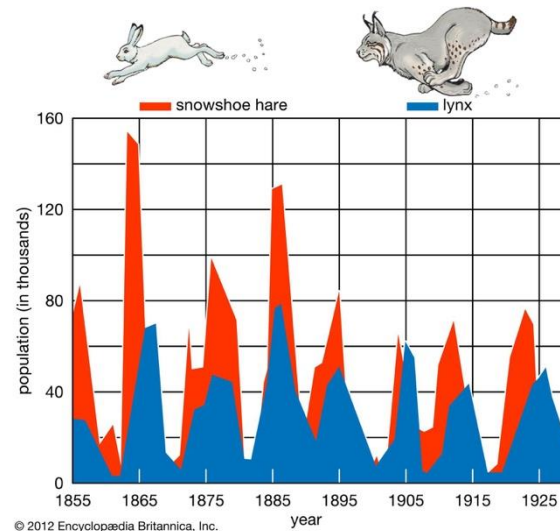 snowshoe hare
lynx
population (in thousands)
160
120
80
40
0
1855 1865 1875 1885 1895 1905 1915 1925
year
© 2012 Encyclopædia Britannica, Inc.